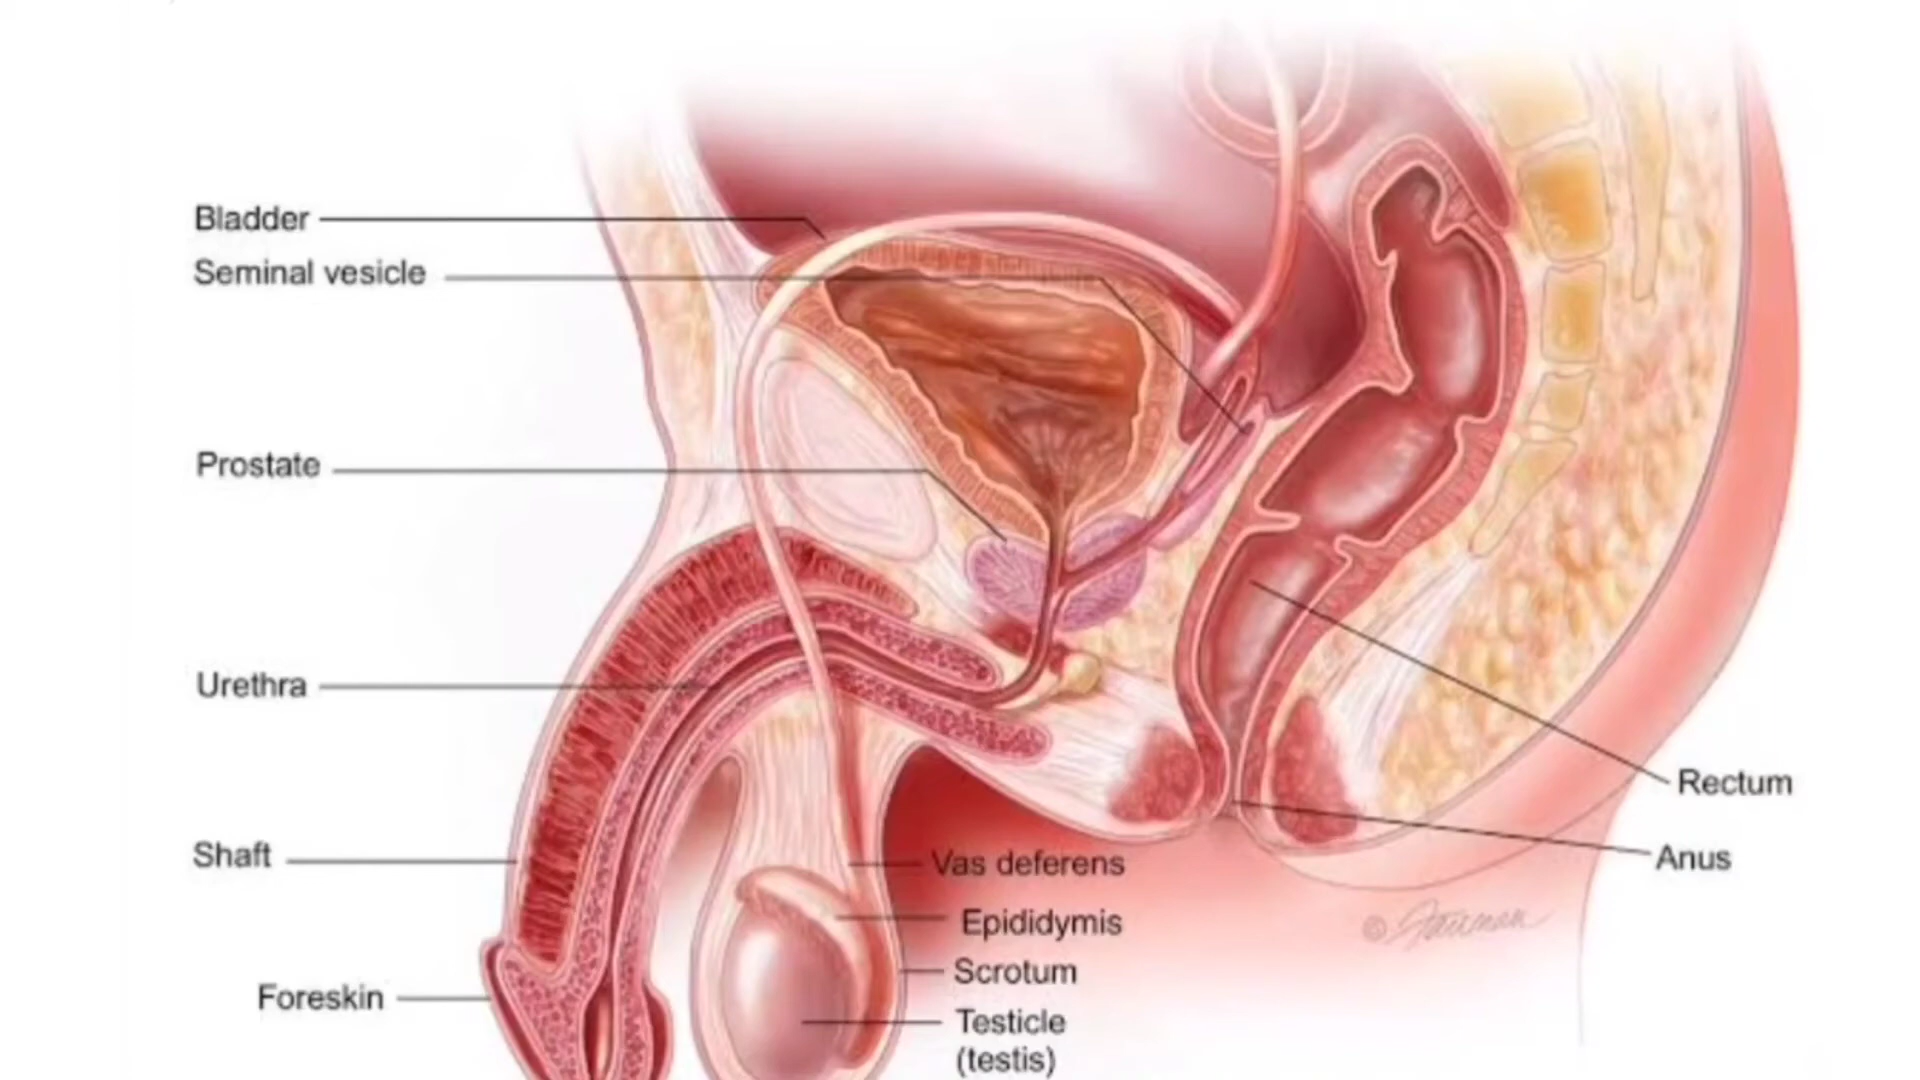 Bladder
Seminal vesicle
Prostate
Urethra
Shaft
Foreskin
Vas deferens
Epididymis
Scrotum
Testicle
(testis)
Rectum
Anus